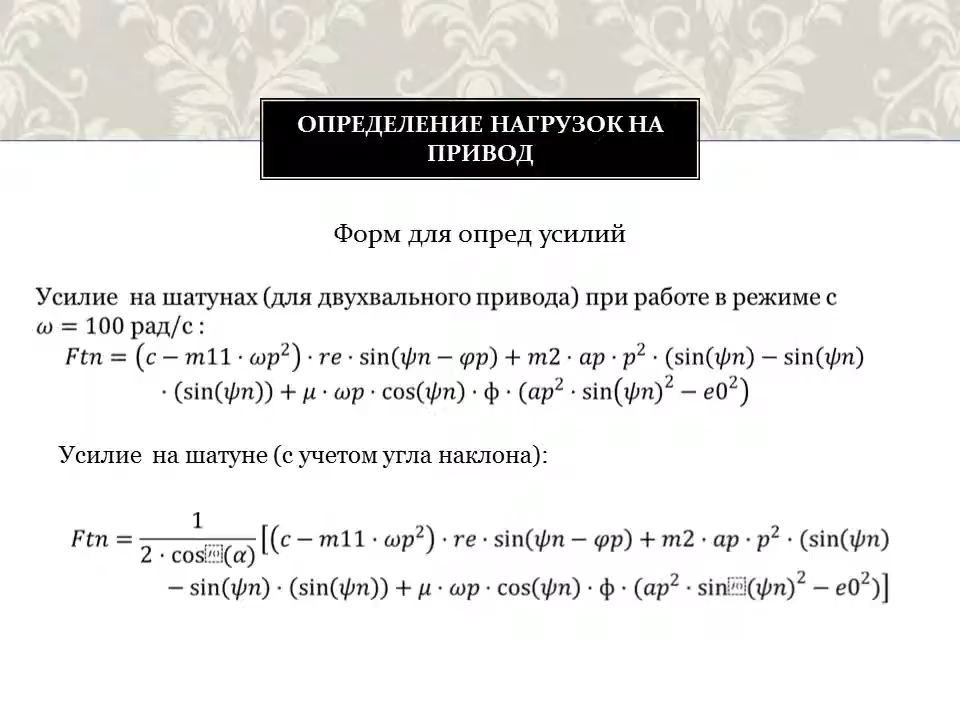 ОПРЕДЕЛЕНИЕ НАГРУЗОК НА
ПРИВОД
Форм для опред усилий
Усилие на шатунах (для двухвального привода) при работе в режиме с
ω = 100 рад/с :
Ftn = (c − m11 · ωp²) · re · sin(ψn − φp) + m2 · ap · p² · (sin(ψn) − sin(ψn)
· (sin(ψn)) + μ · ωp · cos(ψn) · ф · (ap² · sin(ψn)² − e0²)
Усилие на шатуне (с учетом угла наклона):
Ftn = 1 / (2 · cos(α)) [(c − m11 · ωp²) · re · sin(ψn − φp) + m2 · ap · p² · (sin(ψn)
− sin(ψn) · (sin(ψn)) + μ · ωp · cos(ψn) · ф · (ap² · sin(ψn)² − e0²)]